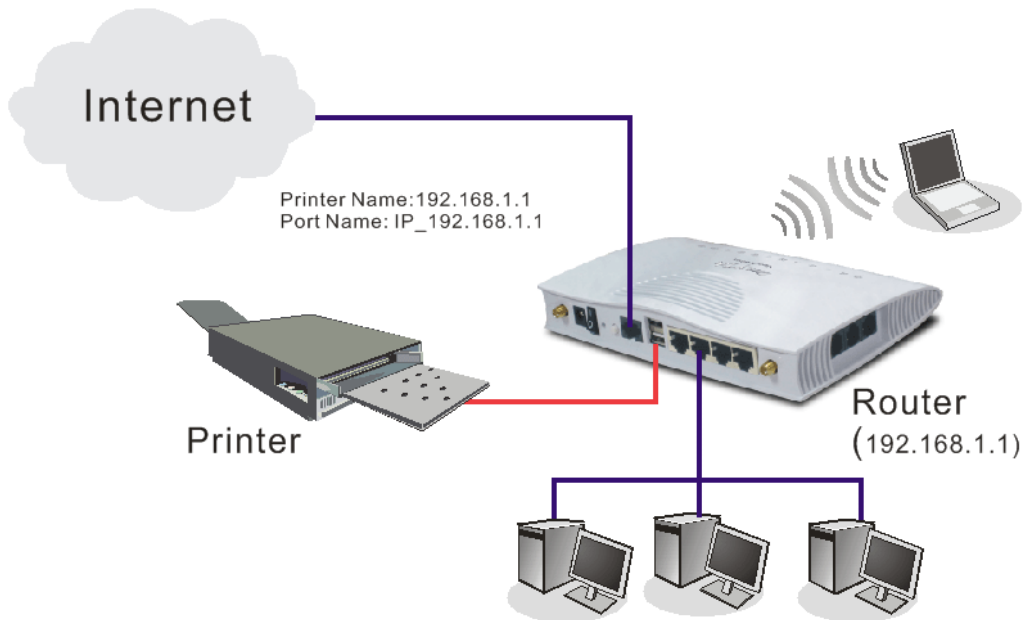 Internet
Printer Name:192.168.1.1
Port Name: IP_192.168.1.1
Printer
Router
(192.168.1.1)